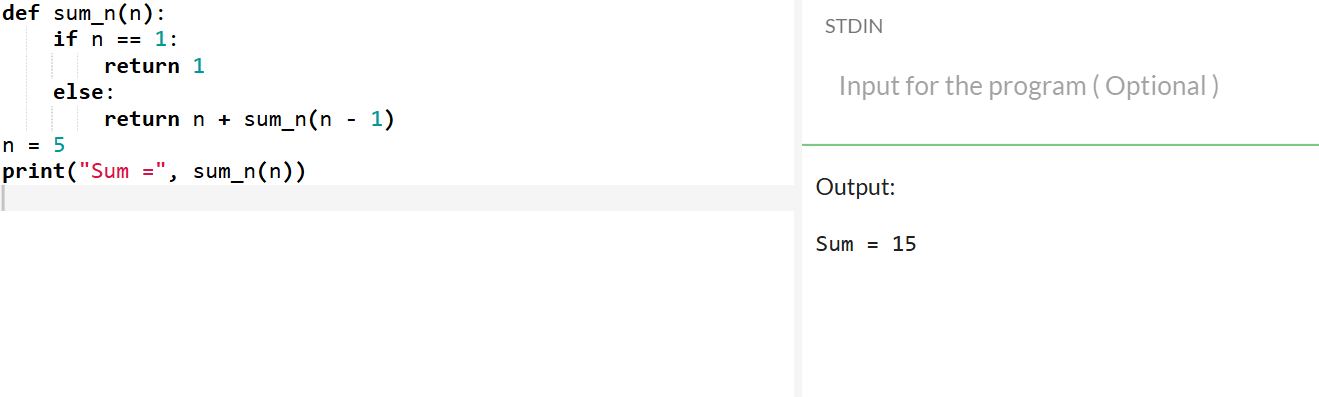 def sum_n(n):
    if n == 1:
        return 1
    else:
        return n + sum_n(n - 1)
n = 5
print("Sum =", sum_n(n))
STDIN
Input for the program ( Optional )
Output:
Sum = 15